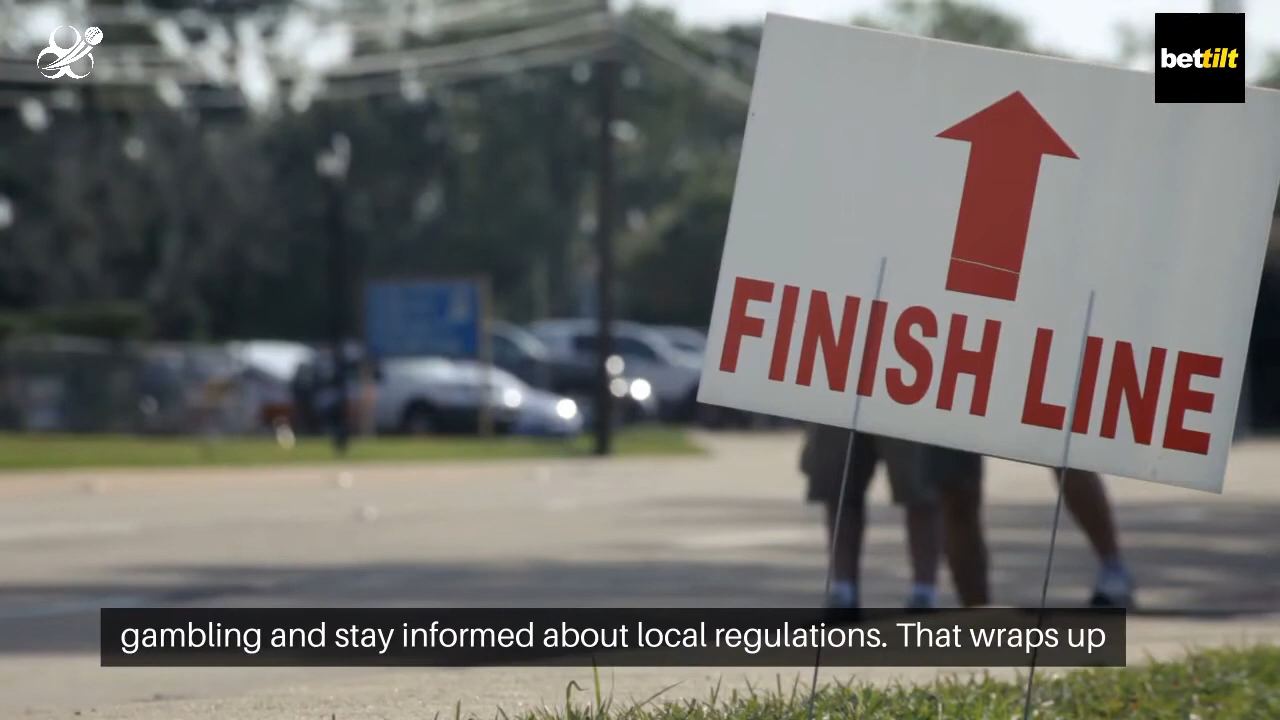 bettilt
FINISH LINE
gambling and stay informed about local regulations. That wraps up